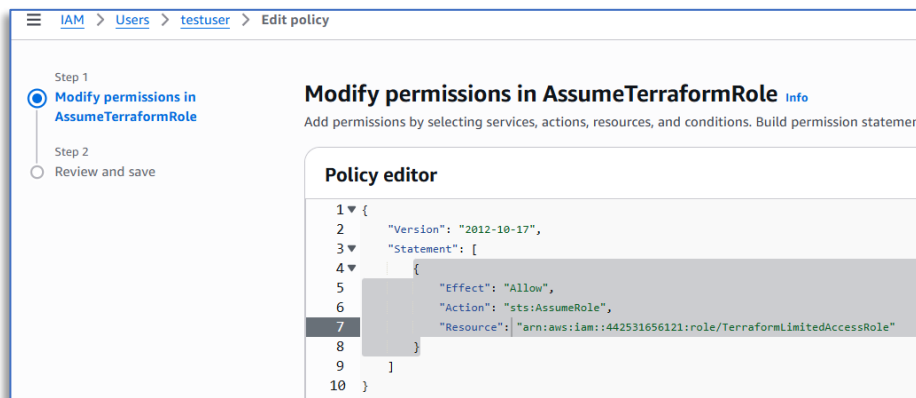 IAM > Users > testuser > Edit policy
Step 1
Modify permissions in
AssumeTerraformRole
Step 2
Review and save
Modify permissions in AssumeTerraformRole Info
Add permissions by selecting services, actions, resources, and conditions. Build permission
Policy editor
1 {
2 "Version": "2012-10-17",
3 "Statement": [
4 {
5 "Effect": "Allow",
6 "Action": "sts:AssumeRole",
7 "Resource": "arn:aws:iam::442531656121:role/TerraformLimitedAccessRole"
8 }
9 ]
10 }